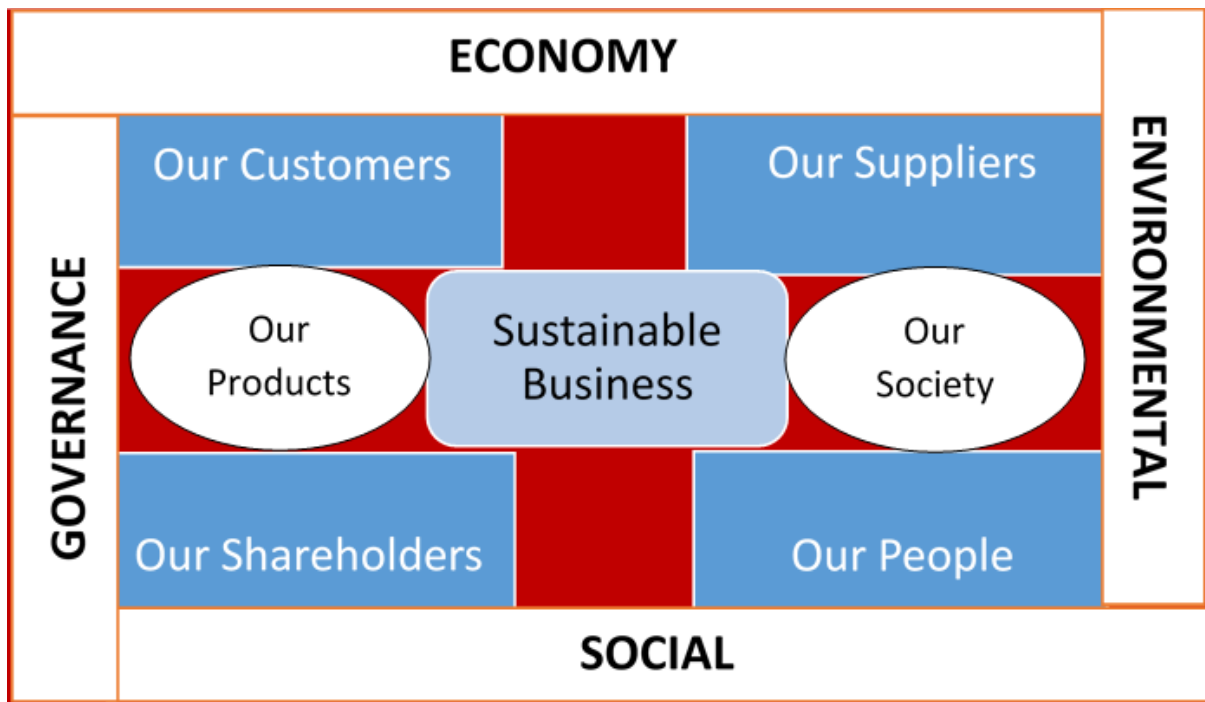 ECONOMY
ENVIRONMENTAL
GOVERNANCE
Our Customers
Our Suppliers
Our
Products
Sustainable
Business
Our
Society
Our Shareholders
Our People
SOCIAL